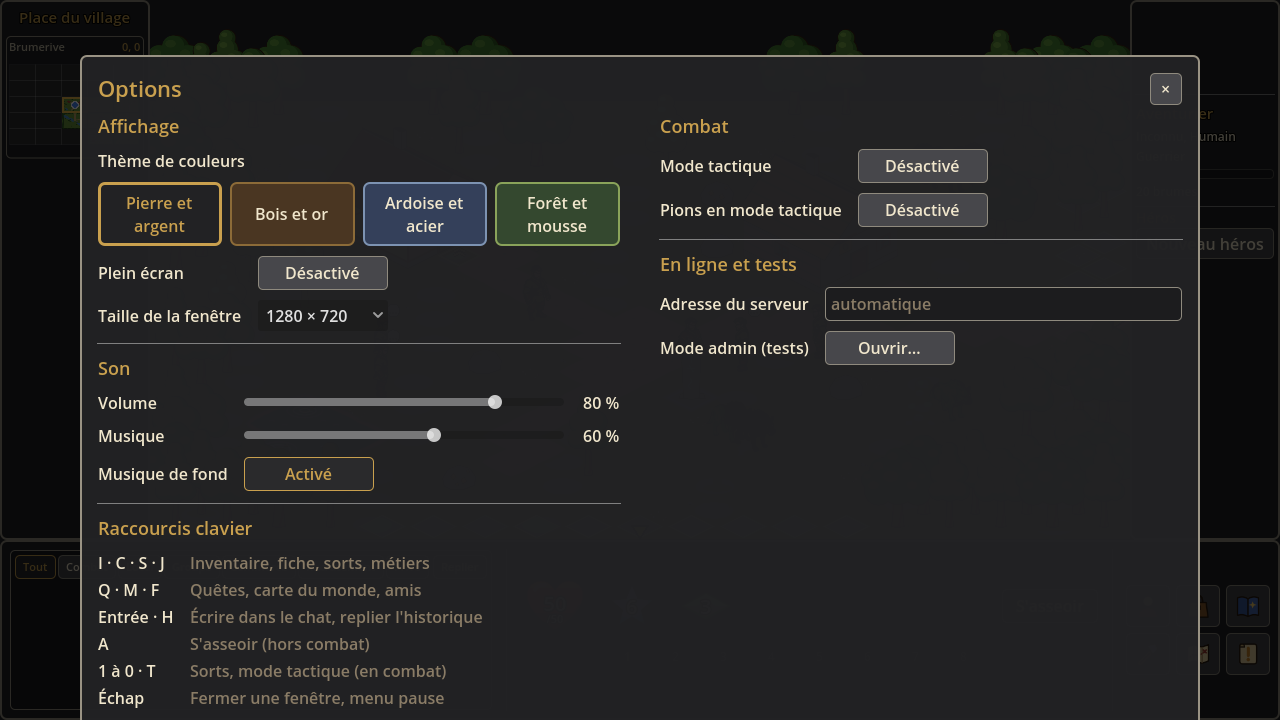 Place du village
Brumerive 0, 0
Options
×
Affichage
Thème de couleurs
Pierre et argent
Bois et or
Ardoise et acier
Forêt et mousse
Plein écran Désactivé
Taille de la fenêtre 1280 × 720
Son
Volume 80 %
Musique 60 %
Musique de fond Activé
Raccourcis clavier
I · C · S · J Inventaire, fiche, sorts, métiers
Q · M · F Quêtes, carte du monde, amis
Entrée · H Écrire dans le chat, replier l'historique
A S'asseoir (hors combat)
1 à 0 · T Sorts, mode tactique (en combat)
Échap Fermer une fenêtre, menu pause
Combat
Mode tactique Désactivé
Pions en mode tactique Désactivé
En ligne et tests
Adresse du serveur automatique
Mode admin (tests) Ouvrir...
au héros
Tout